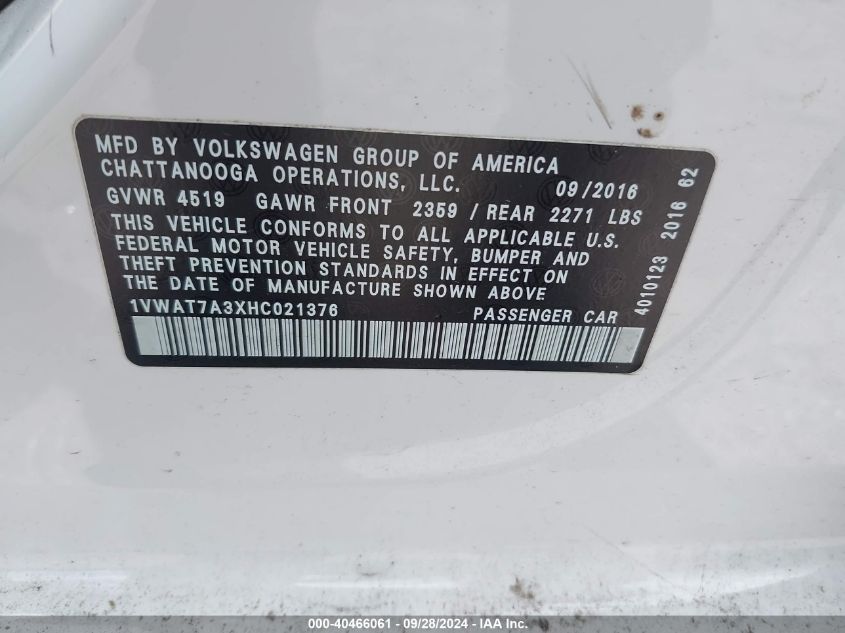 MFD BY VOLKSWAGEN GROUP OF AMERICA
CHATTANOOGA OPERATIONS, LLC. 09/2016
GVWR 4519 GAWR FRONT 2359 / REAR 2271 LBS
THIS VEHICLE CONFORMS TO ALL APPLICABLE U.S.
FEDERAL MOTOR VEHICLE SAFETY, BUMPER AND
THEFT PREVENTION STANDARDS IN EFFECT ON
THE DATE OF MANUFACTURE SHOWN ABOVE
1VWAT7A3XHC021376 PASSENGER CAR
4010123 2016 62
000-40466061 - 09/28/2024 - IAA Inc.